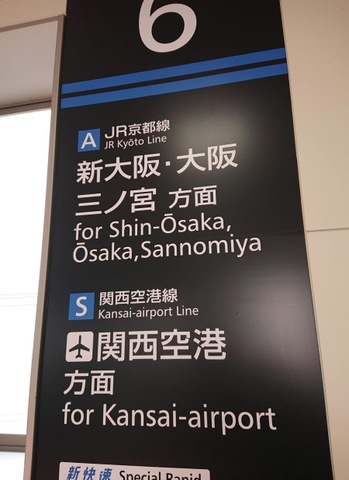 6
A JR京都線
JR Kyōto Line
新大阪・大阪
三ノ宮 方面
for Shin-Ōsaka,
Ōsaka,Sannomiya
S 関西空港線
Kansai-airport Line
関西空港
方面
for Kansai-airport
新快速 Special Rapid